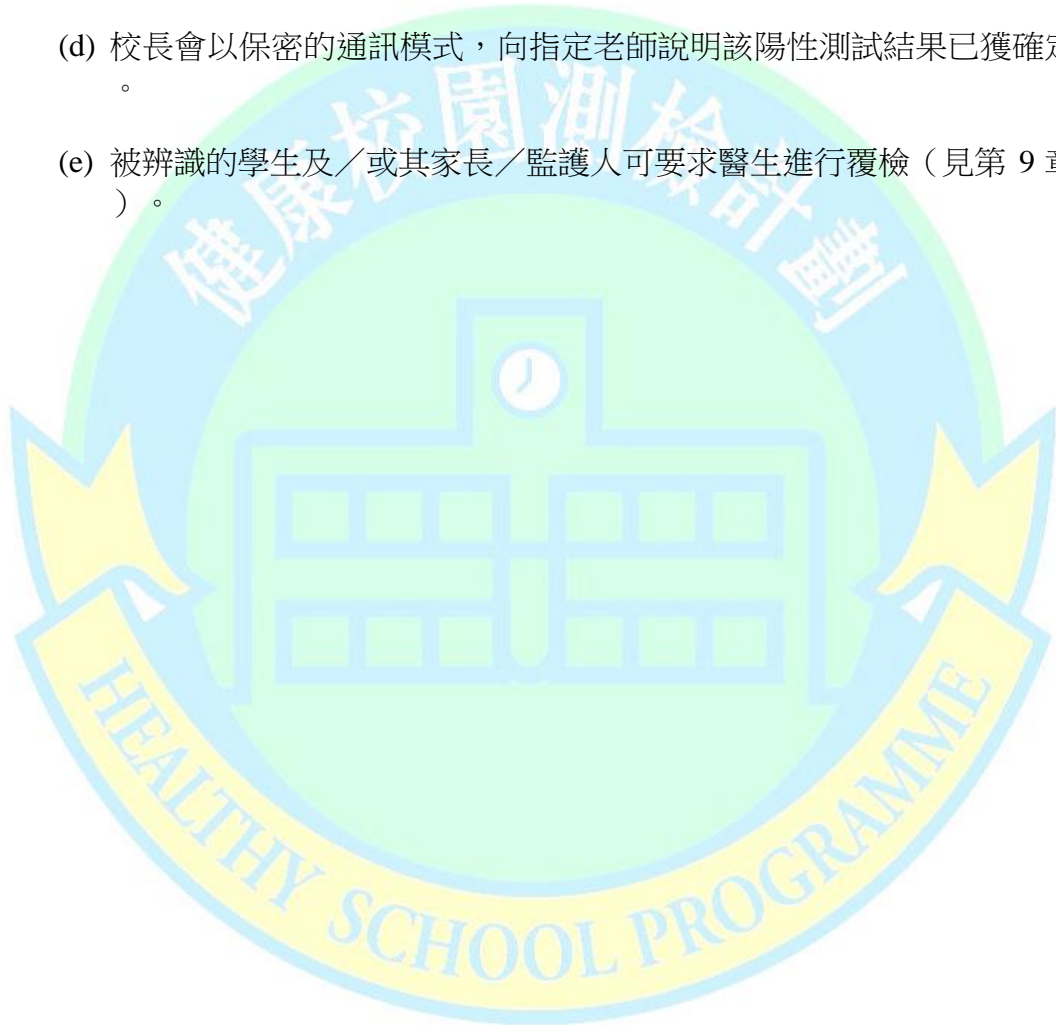 (d) 校長會以保密的通訊模式，向指定老師說明該陽性測試結果已獲確定
。
(e) 被辨識的學生及／或其家長／監護人可要求醫生進行覆檢（見第 9 章
）。
健康校園測檢計劃
HEALTHY SCHOOL PROGRAMME